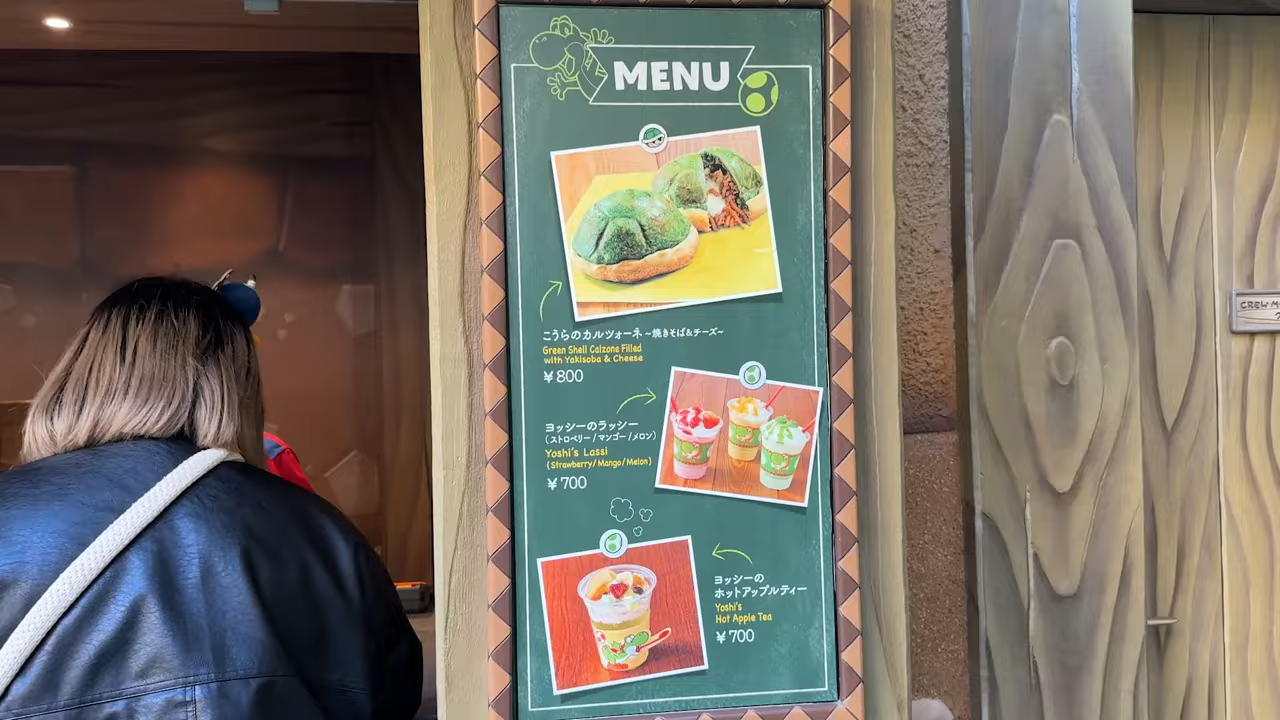 MENU
こうらのカルツォーネ ~焼きそば&チーズ~
Green Shell Calzone Filled
with Yakisoba & Cheese
¥800
ヨッシーのラッシー
(ストロベリー/マンゴー/メロン)
Yoshi's Lassi
(Strawberry/Mango/Melon)
¥700
ヨッシーの
ホットアップルティー
Yoshi's
Hot Apple Tea
¥700
CREW